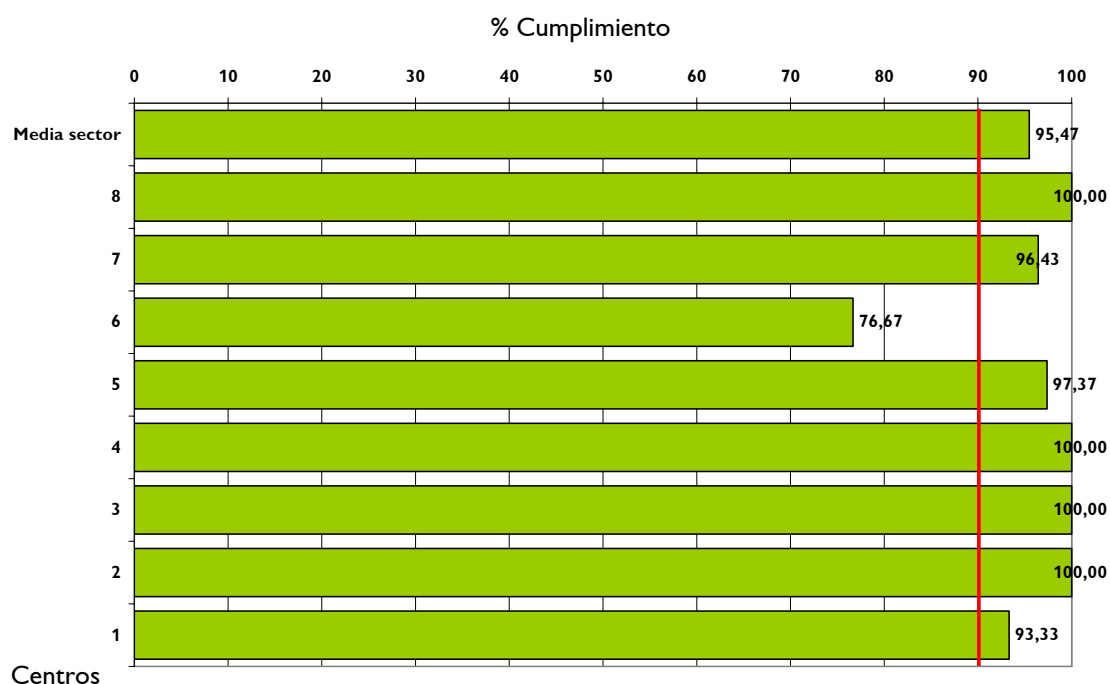 % Cumplimiento
0 10 20 30 40 50 60 70 80 90 100
Media sector 95,47
8 100,00
7 96,43
6 76,67
5 97,37
4 100,00
3 100,00
2 100,00
1 93,33
Centros